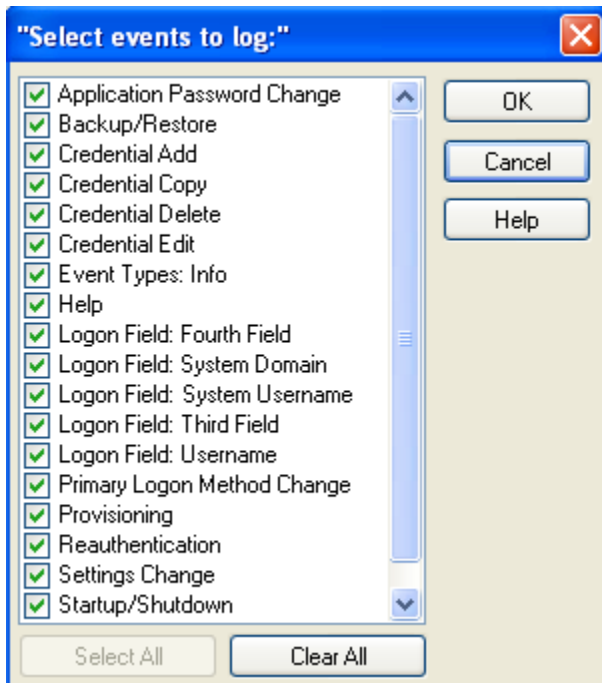 "Select events to log:"
Application Password Change
Backup/Restore
Credential Add
Credential Copy
Credential Delete
Credential Edit
Event Types: Info
Help
Logon Field: Fourth Field
Logon Field: System Domain
Logon Field: System Username
Logon Field: Third Field
Logon Field: Username
Primary Logon Method Change
Provisioning
Reauthentication
Settings Change
Startup/Shutdown
OK
Cancel
Help
Select All
Clear All